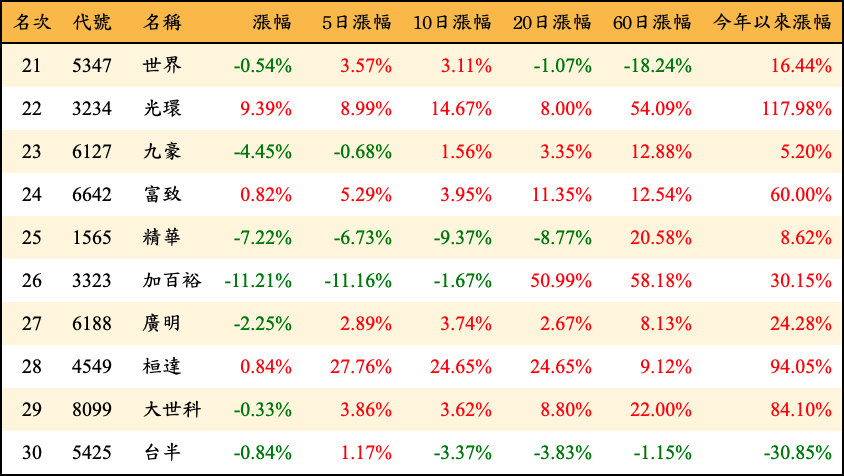 名次 代號 名稱 漲幅 5日漲幅 10日漲幅 20日漲幅 60日漲幅 今年以來漲幅
21 5347 世界 -0.54% 3.57% 3.11% -1.07% -18.24% 16.44%
22 3234 光環 9.39% 8.99% 14.67% 8.00% 54.09% 117.98%
23 6127 九豪 -4.45% -0.68% 1.56% 3.35% 12.88% 5.20%
24 6642 富致 0.82% 5.29% 3.95% 11.35% 12.54% 60.00%
25 1565 精華 -7.22% -6.73% -9.37% -8.77% 20.58% 8.62%
26 3323 加百裕 -11.21% -11.16% -1.67% 50.99% 58.18% 30.15%
27 6188 廣明 -2.25% 2.89% 3.74% 2.67% 8.13% 24.28%
28 4549 桓達 0.84% 27.76% 24.65% 24.65% 9.12% 94.05%
29 8099 大世科 -0.33% 3.86% 3.62% 8.80% 22.00% 84.10%
30 5425 台半 -0.84% 1.17% -3.37% -3.83% -1.15% -30.85%